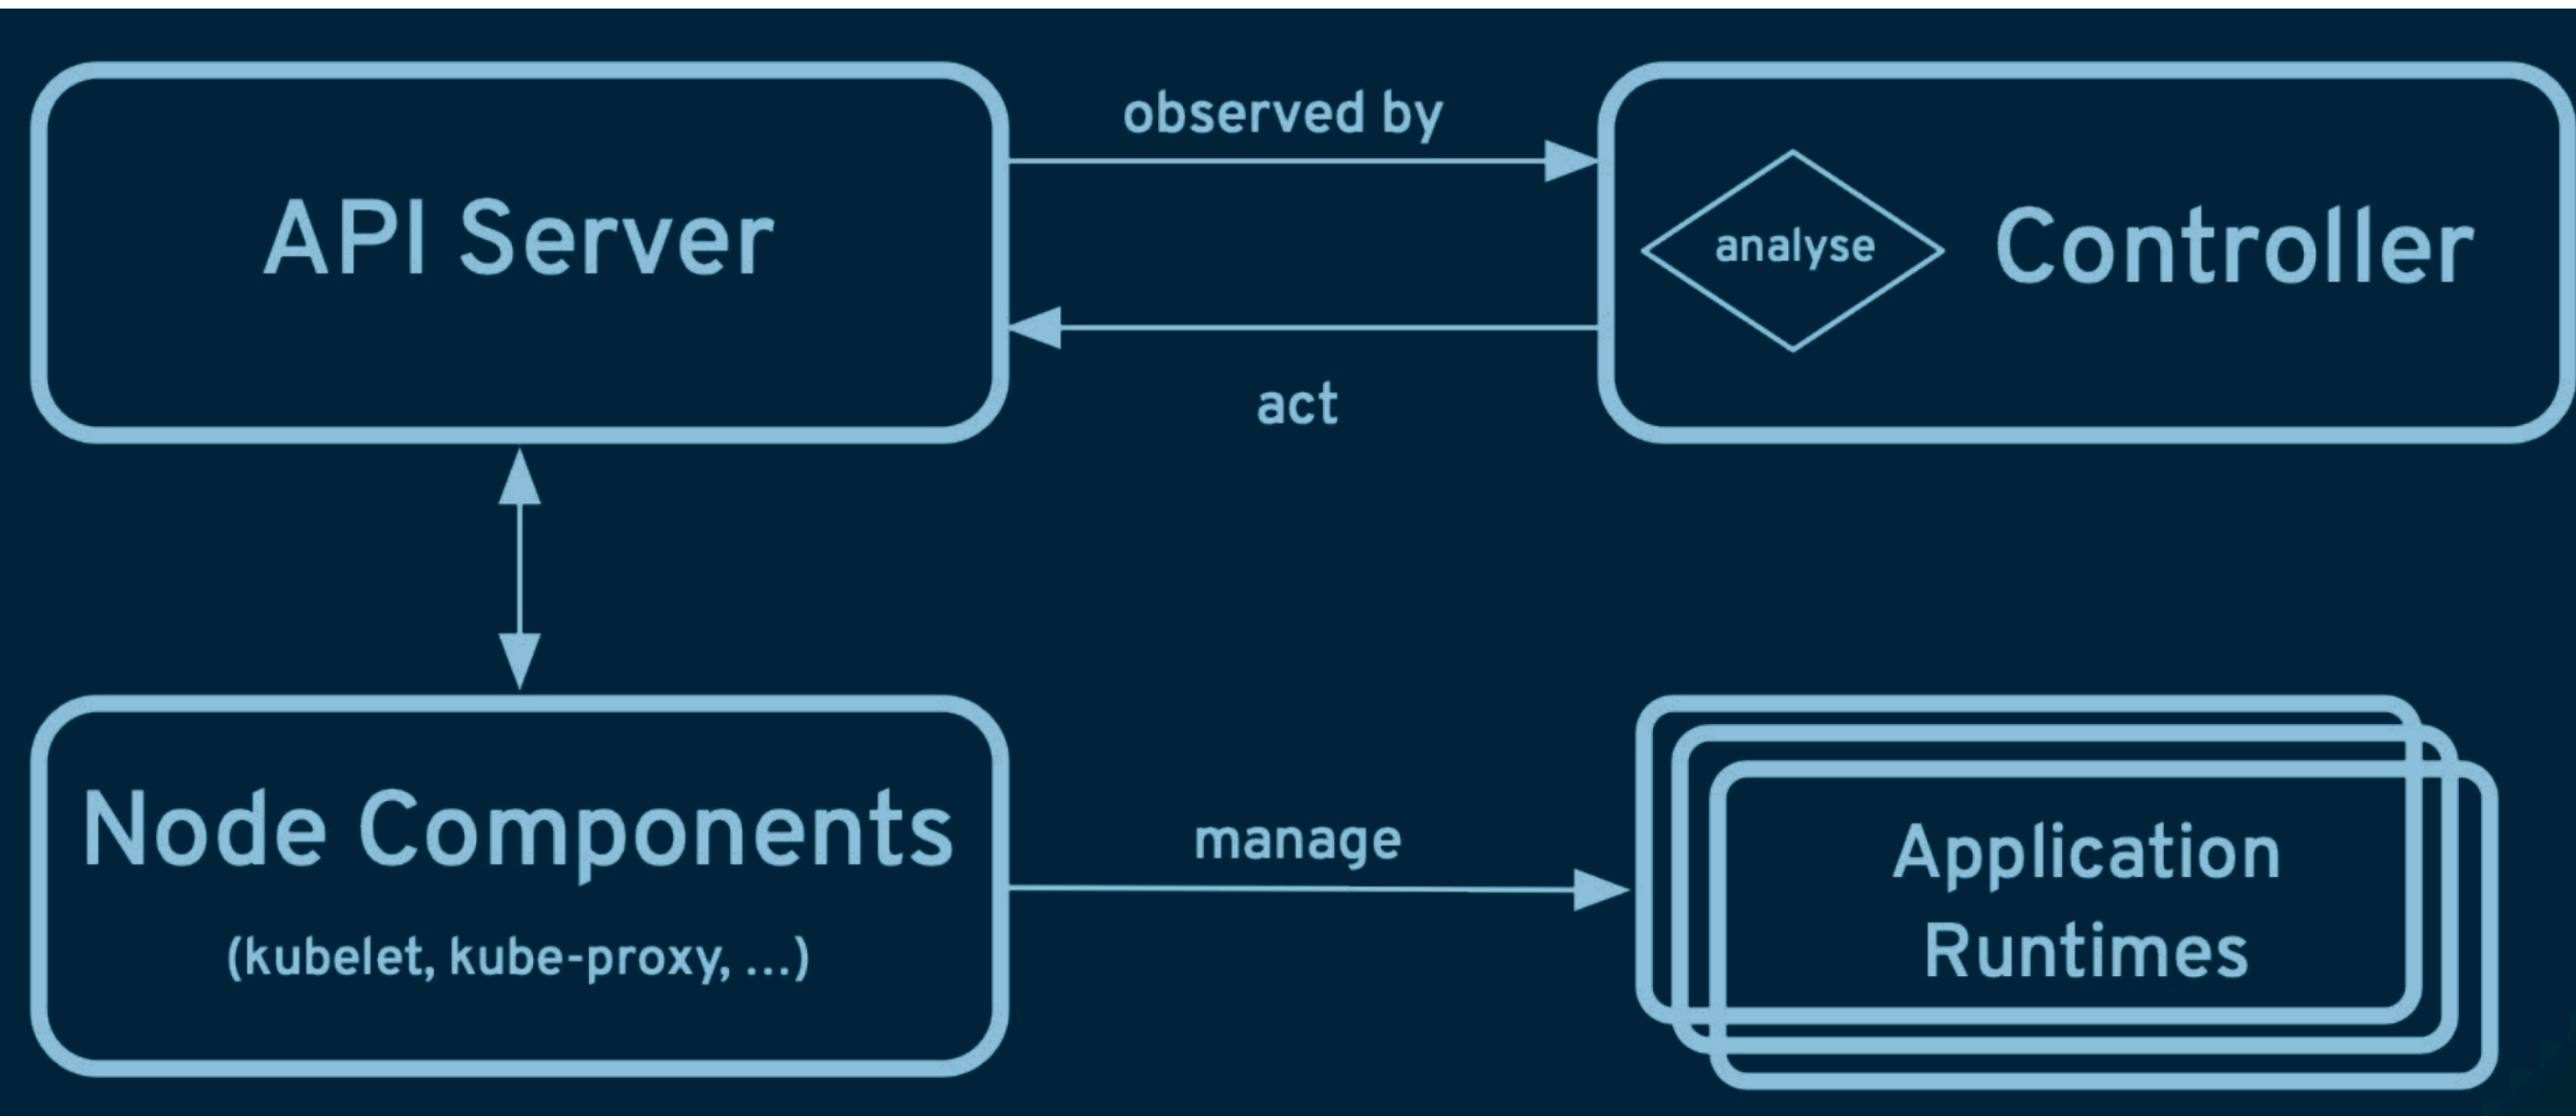 observed by
API Server
analyse
Controller
act
Node Components
(kubelet, kube-proxy, ...)
manage
Application
Runtimes